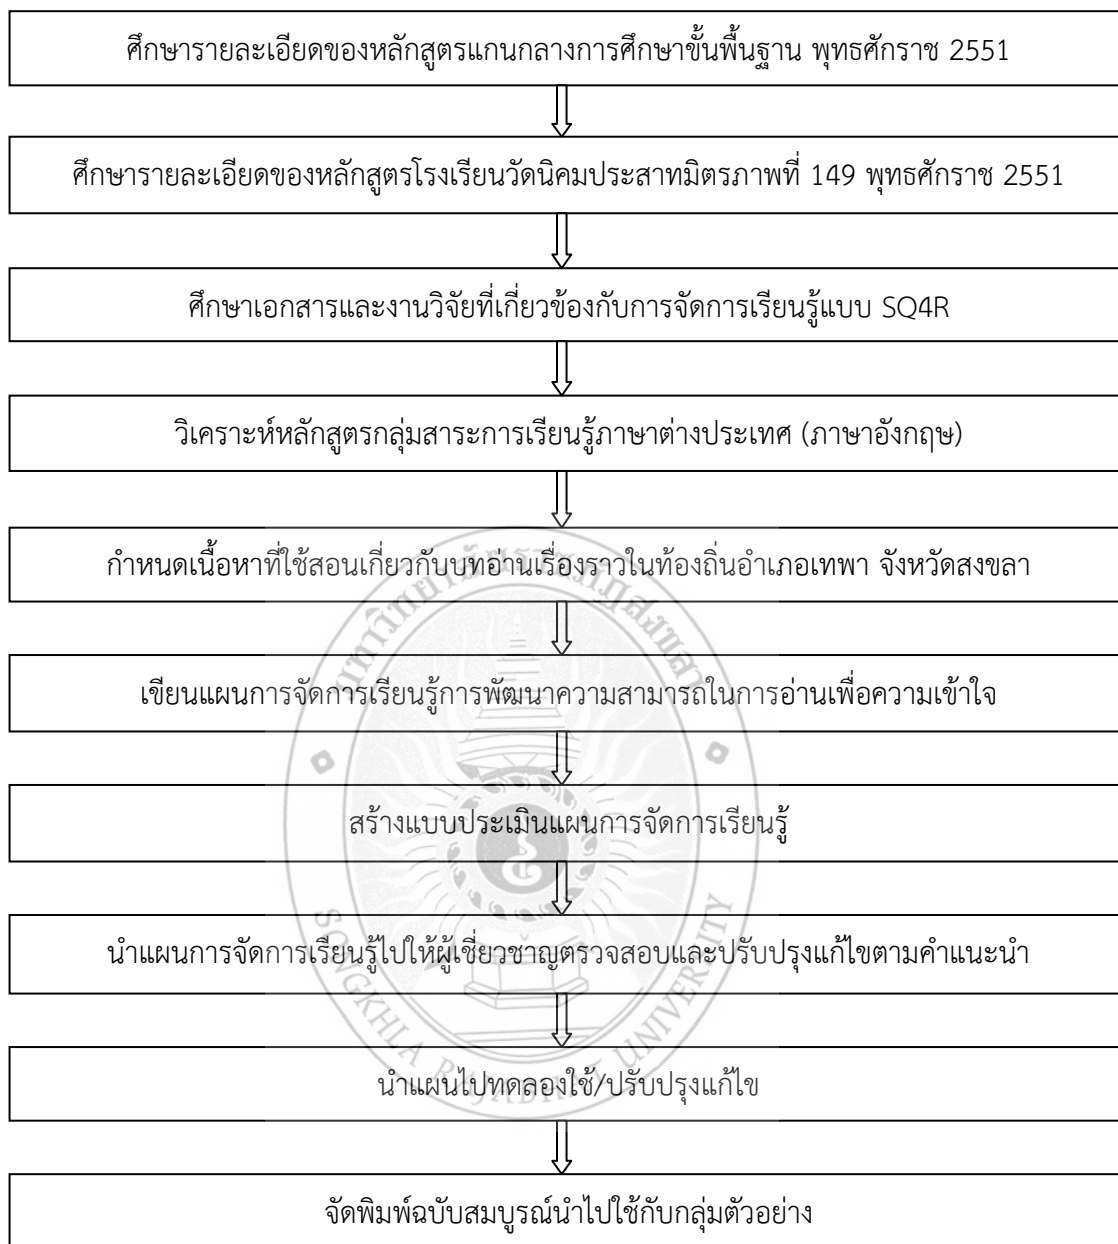 ศึกษารายละเอียดของหลักสูตรแกนกลางการศึกษาขั้นพื้นฐาน พุทธศักราช 2551
ศึกษารายละเอียดของหลักสูตรโรงเรียนวัดนิคมประสาทมิตรภาพที่ 149 พุทธศักราช 2551
ศึกษาเอกสารและงานวิจัยที่เกี่ยวข้องกับการจัดการเรียนรู้แบบ SQ4R
วิเคราะห์หลักสูตรกลุ่มสาระการเรียนรู้ภาษาต่างประเทศ (ภาษาอังกฤษ)
กำหนดเนื้อหาที่ใช้สอนเกี่ยวกับบทอ่านเรื่องราวในท้องถิ่นอำเภอเทพา จังหวัดสงขลา
มหาวิทยาลัยราชภัฏสงขลา
เขียนแผนการจัดการเรียนรู้การพัฒนาความสามารถในการอ่านเพื่อความเข้าใจ
สร้างแบบประเมินแผนการจัดการเรียนรู้
นำแผนการจัดการเรียนรู้ไปให้ผู้เชี่ยวชาญตรวจสอบและปรับปรุงแก้ไขตามคำแนะนำ
SONGKHLA RAJABHAT UNIVERSITY
นำแผนไปทดลองใช้/ปรับปรุงแก้ไข
จัดพิมพ์ฉบับสมบูรณ์นำไปใช้กับกลุ่มตัวอย่าง